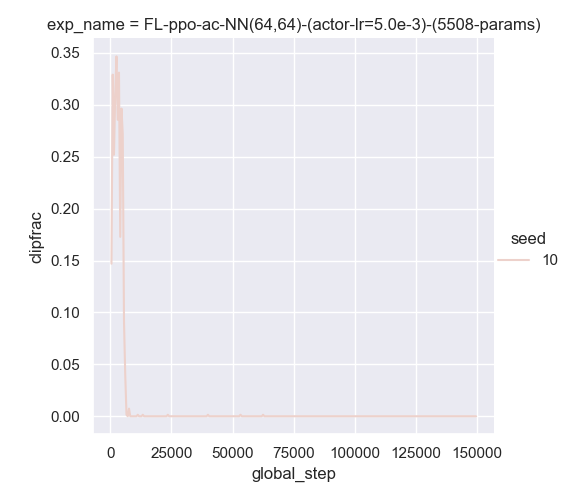 exp_name = FL-ppo-ac-NN(64,64)-(actor-lr=5.0e-3)-(5508-params)
0.35
0.30
0.25
0.20
0.15
0.10
0.05
0.00
clipfrac
0 25000 50000 75000 100000 125000 150000
global_step
seed
10